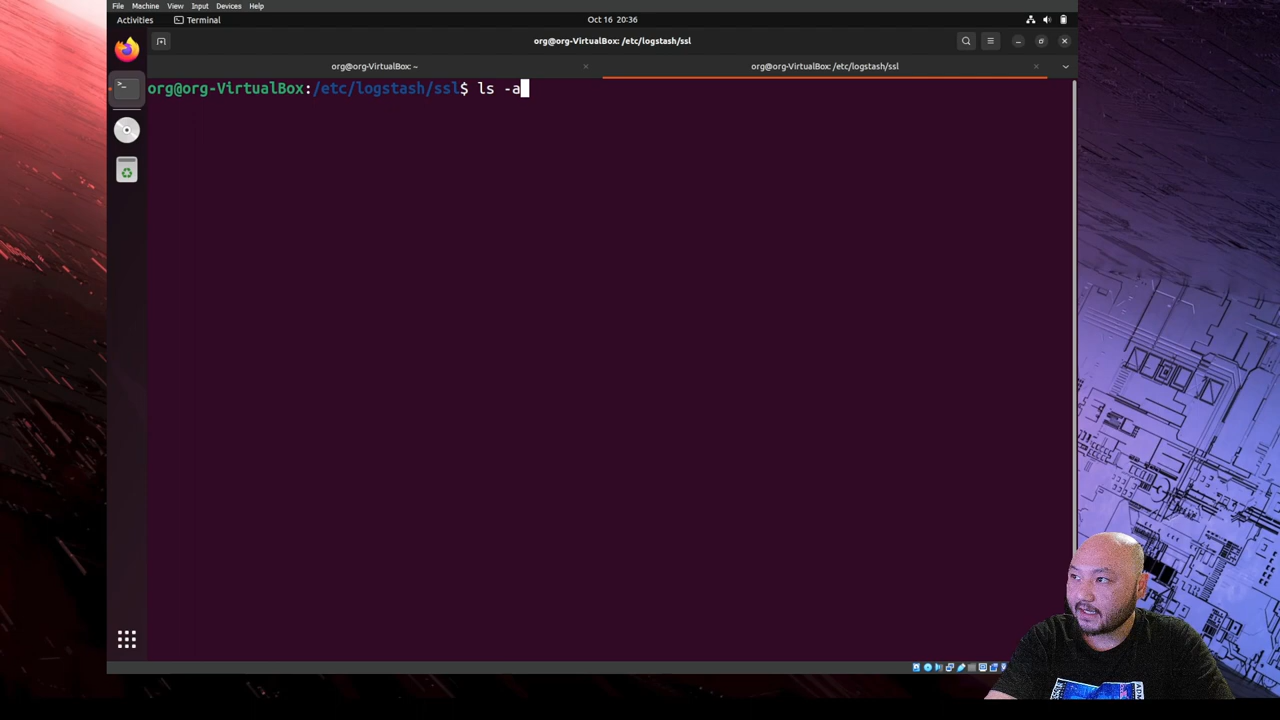 File Machine View Input Devices Help
Activities Terminal Oct 16 20:36
org@org-VirtualBox: /etc/logstash/ssl
org@org-VirtualBox: ~ org@org-VirtualBox: /etc/logstash/ssl
org@org-VirtualBox:/etc/logstash/ssl$ ls -a